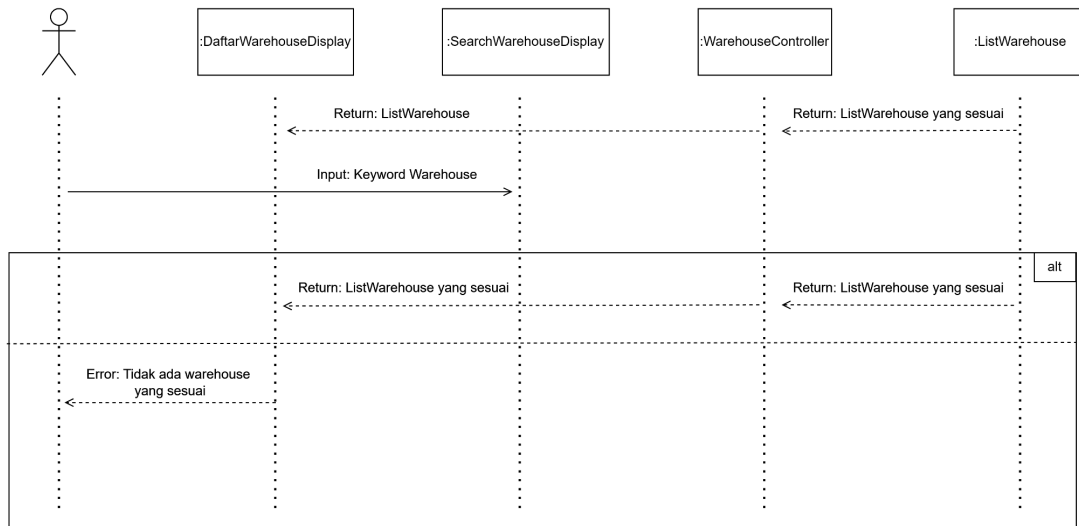 :DaftarWarehouseDisplay
:SearchWarehouseDisplay
:WarehouseController
:ListWarehouse
Return: ListWarehouse
Return: ListWarehouse yang sesuai
Input: Keyword Warehouse
alt
Return: ListWarehouse yang sesuai
Return: ListWarehouse yang sesuai
Error: Tidak ada warehouse
yang sesuai